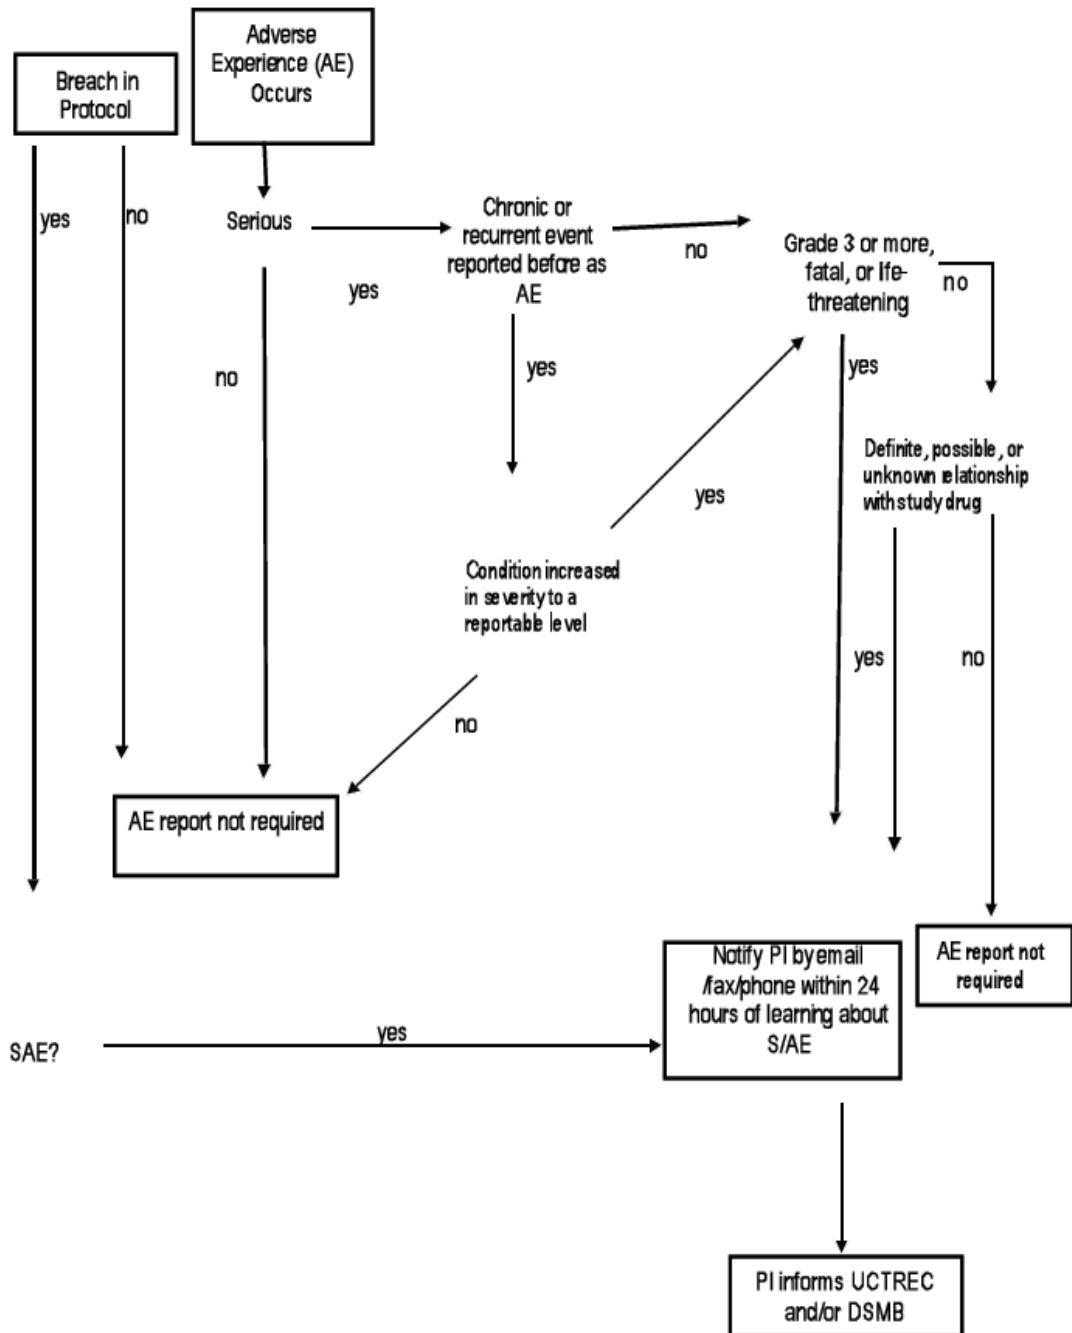 Adverse
Experience (AE)
Occurs
Breach in
Protocol
yes
no
Serious
yes
no
Chronic or
recurrent event
reported before as
AE
no
yes
Grade 3 or more,
fatal, or life-
threatening
no
yes
Definite, possible, or
unknown relationship
with study drug
yes
no
Condition increased
in severity to a
reportable level
yes
no
AE report not required
SAE?
yes
Notify PI by email
/fax/phone within 24
hours of learning about
S/AE
AE report not
required
PI informs UCTREC
and/or DSMB